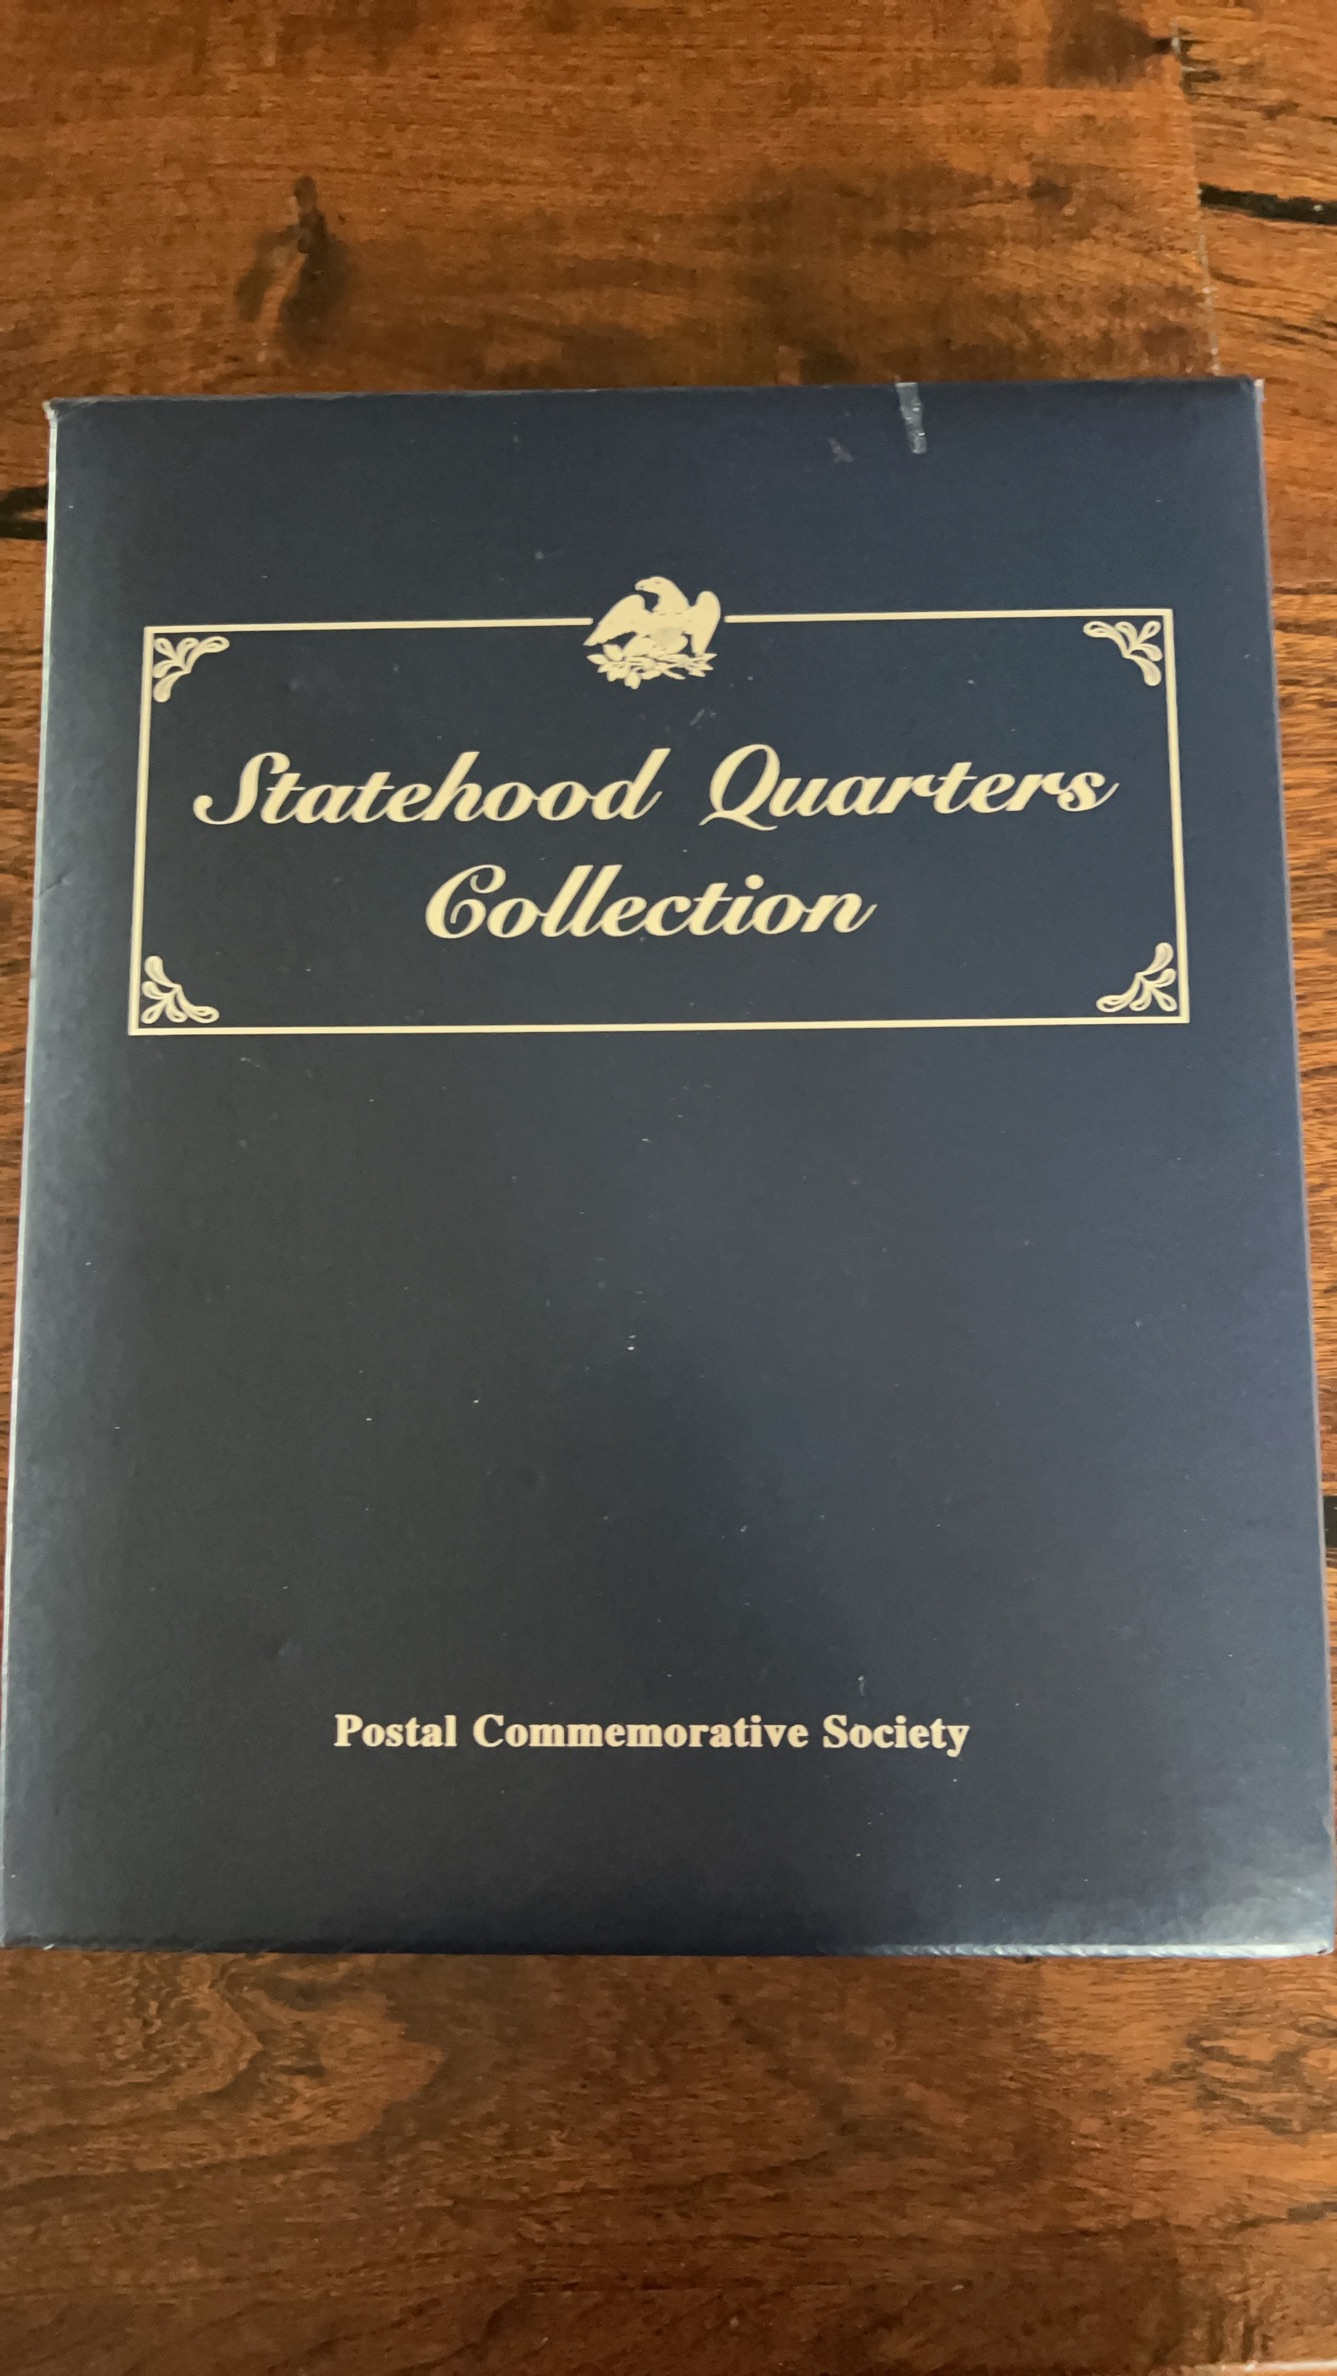 Statehood Quarters
Collection
Postal Commemorative Society